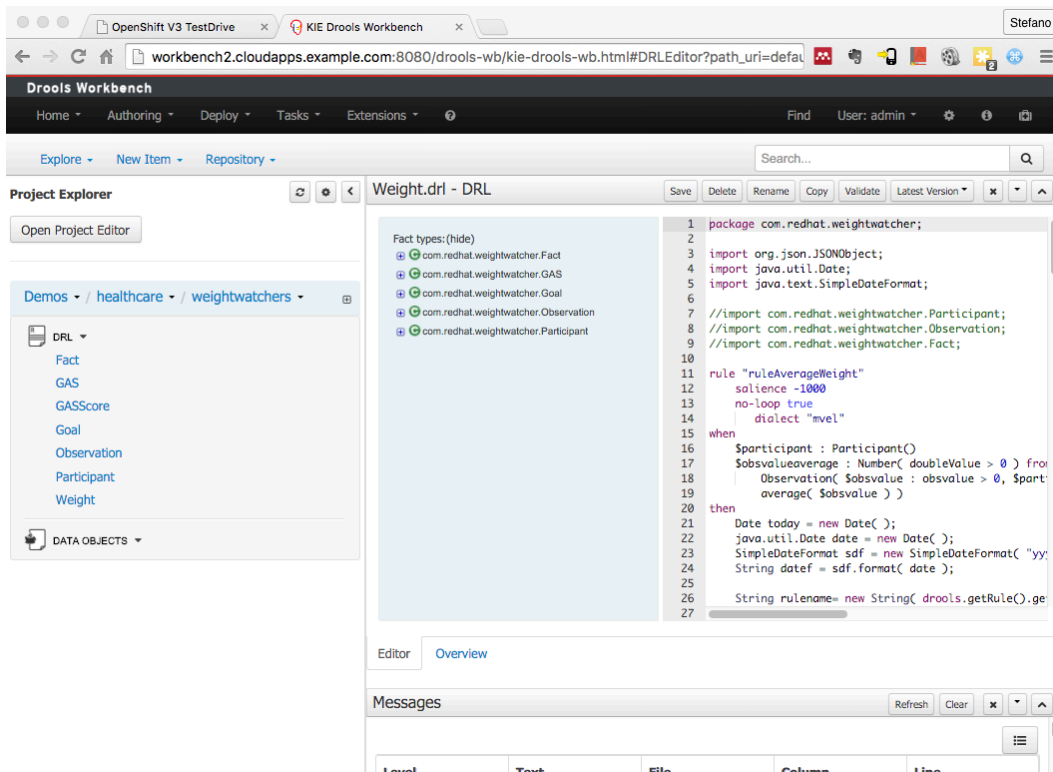 OpenShift V3 TestDrive
KIE Drools Workbench
Stefano
workbench2.cloudapps.example.com:8080/drools-wb/kie-drools-wb.html#DRLEditor?path_uri=defau
2
Drools Workbench
Home Authoring Deploy Tasks Extensions
Find User: admin
Explore New Item Repository
Search...
Project Explorer
Open Project Editor
Demos / healthcare / weightwatchers
DRL
Fact
GAS
GASScore
Goal
Observation
Participant
Weight
DATA OBJECTS
Weight.drl - DRL
Save Delete Rename Copy Validate Latest Version
Fact types:(hide)
com.redhat.weightwatcher.Fact
com.redhat.weightwatcher.GAS
com.redhat.weightwatcher.Goal
com.redhat.weightwatcher.Observation
com.redhat.weightwatcher.Participant
1 package com.redhat.weightwatcher;
2
3 import org.json.JSONObject;
4 import java.util.Date;
5 import java.text.SimpleDateFormat;
6
7 //import com.redhat.weightwatcher.Participant;
8 //import com.redhat.weightwatcher.Observation;
9 //import com.redhat.weightwatcher.Fact;
10
11 rule "ruleAverageWeight"
12 salience -1000
13 no-loop true
14 dialect "mvel"
15 when
16 $participant : Participant()
17 $obsvalueaverage : Number( doubleValue > 0 ) from
18 Observation( $obsvalue : obsvalue > 0, $part
19 average( $obsvalue ) )
20 then
21 Date today = new Date( );
22 java.util.Date date = new Date( );
23 SimpleDateFormat sdf = new SimpleDateFormat( "yyy
24 String datef = sdf.format( date );
25
26 String rulename= new String( drools.getRule().ge
27
Editor Overview
Messages
Refresh Clear
Level Text File Column Line